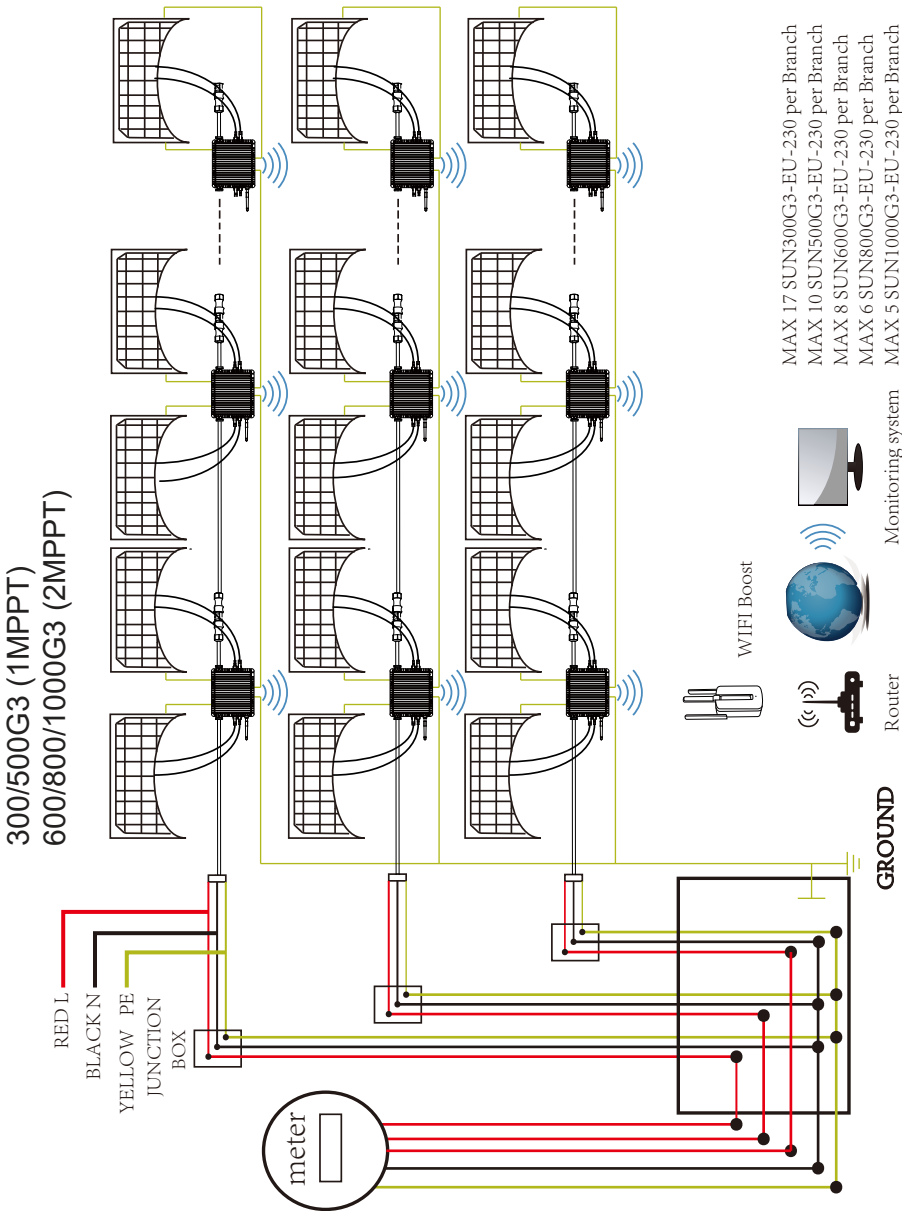 300/500G3 (1MPPT)
600/800/1000G3 (2MPPT)
RED L
BLACK N
YELLOW PE
JUNCTION
BOX
meter
GROUND
WIFI Boost
Router
Monitoring system
MAX 17 SUN300G3-EU-230 per Branch
MAX 10 SUN500G3-EU-230 per Branch
MAX 8 SUN600G3-EU-230 per Branch
MAX 6 SUN800G3-EU-230 per Branch
MAX 5 SUN1000G3-EU-230 per Branch